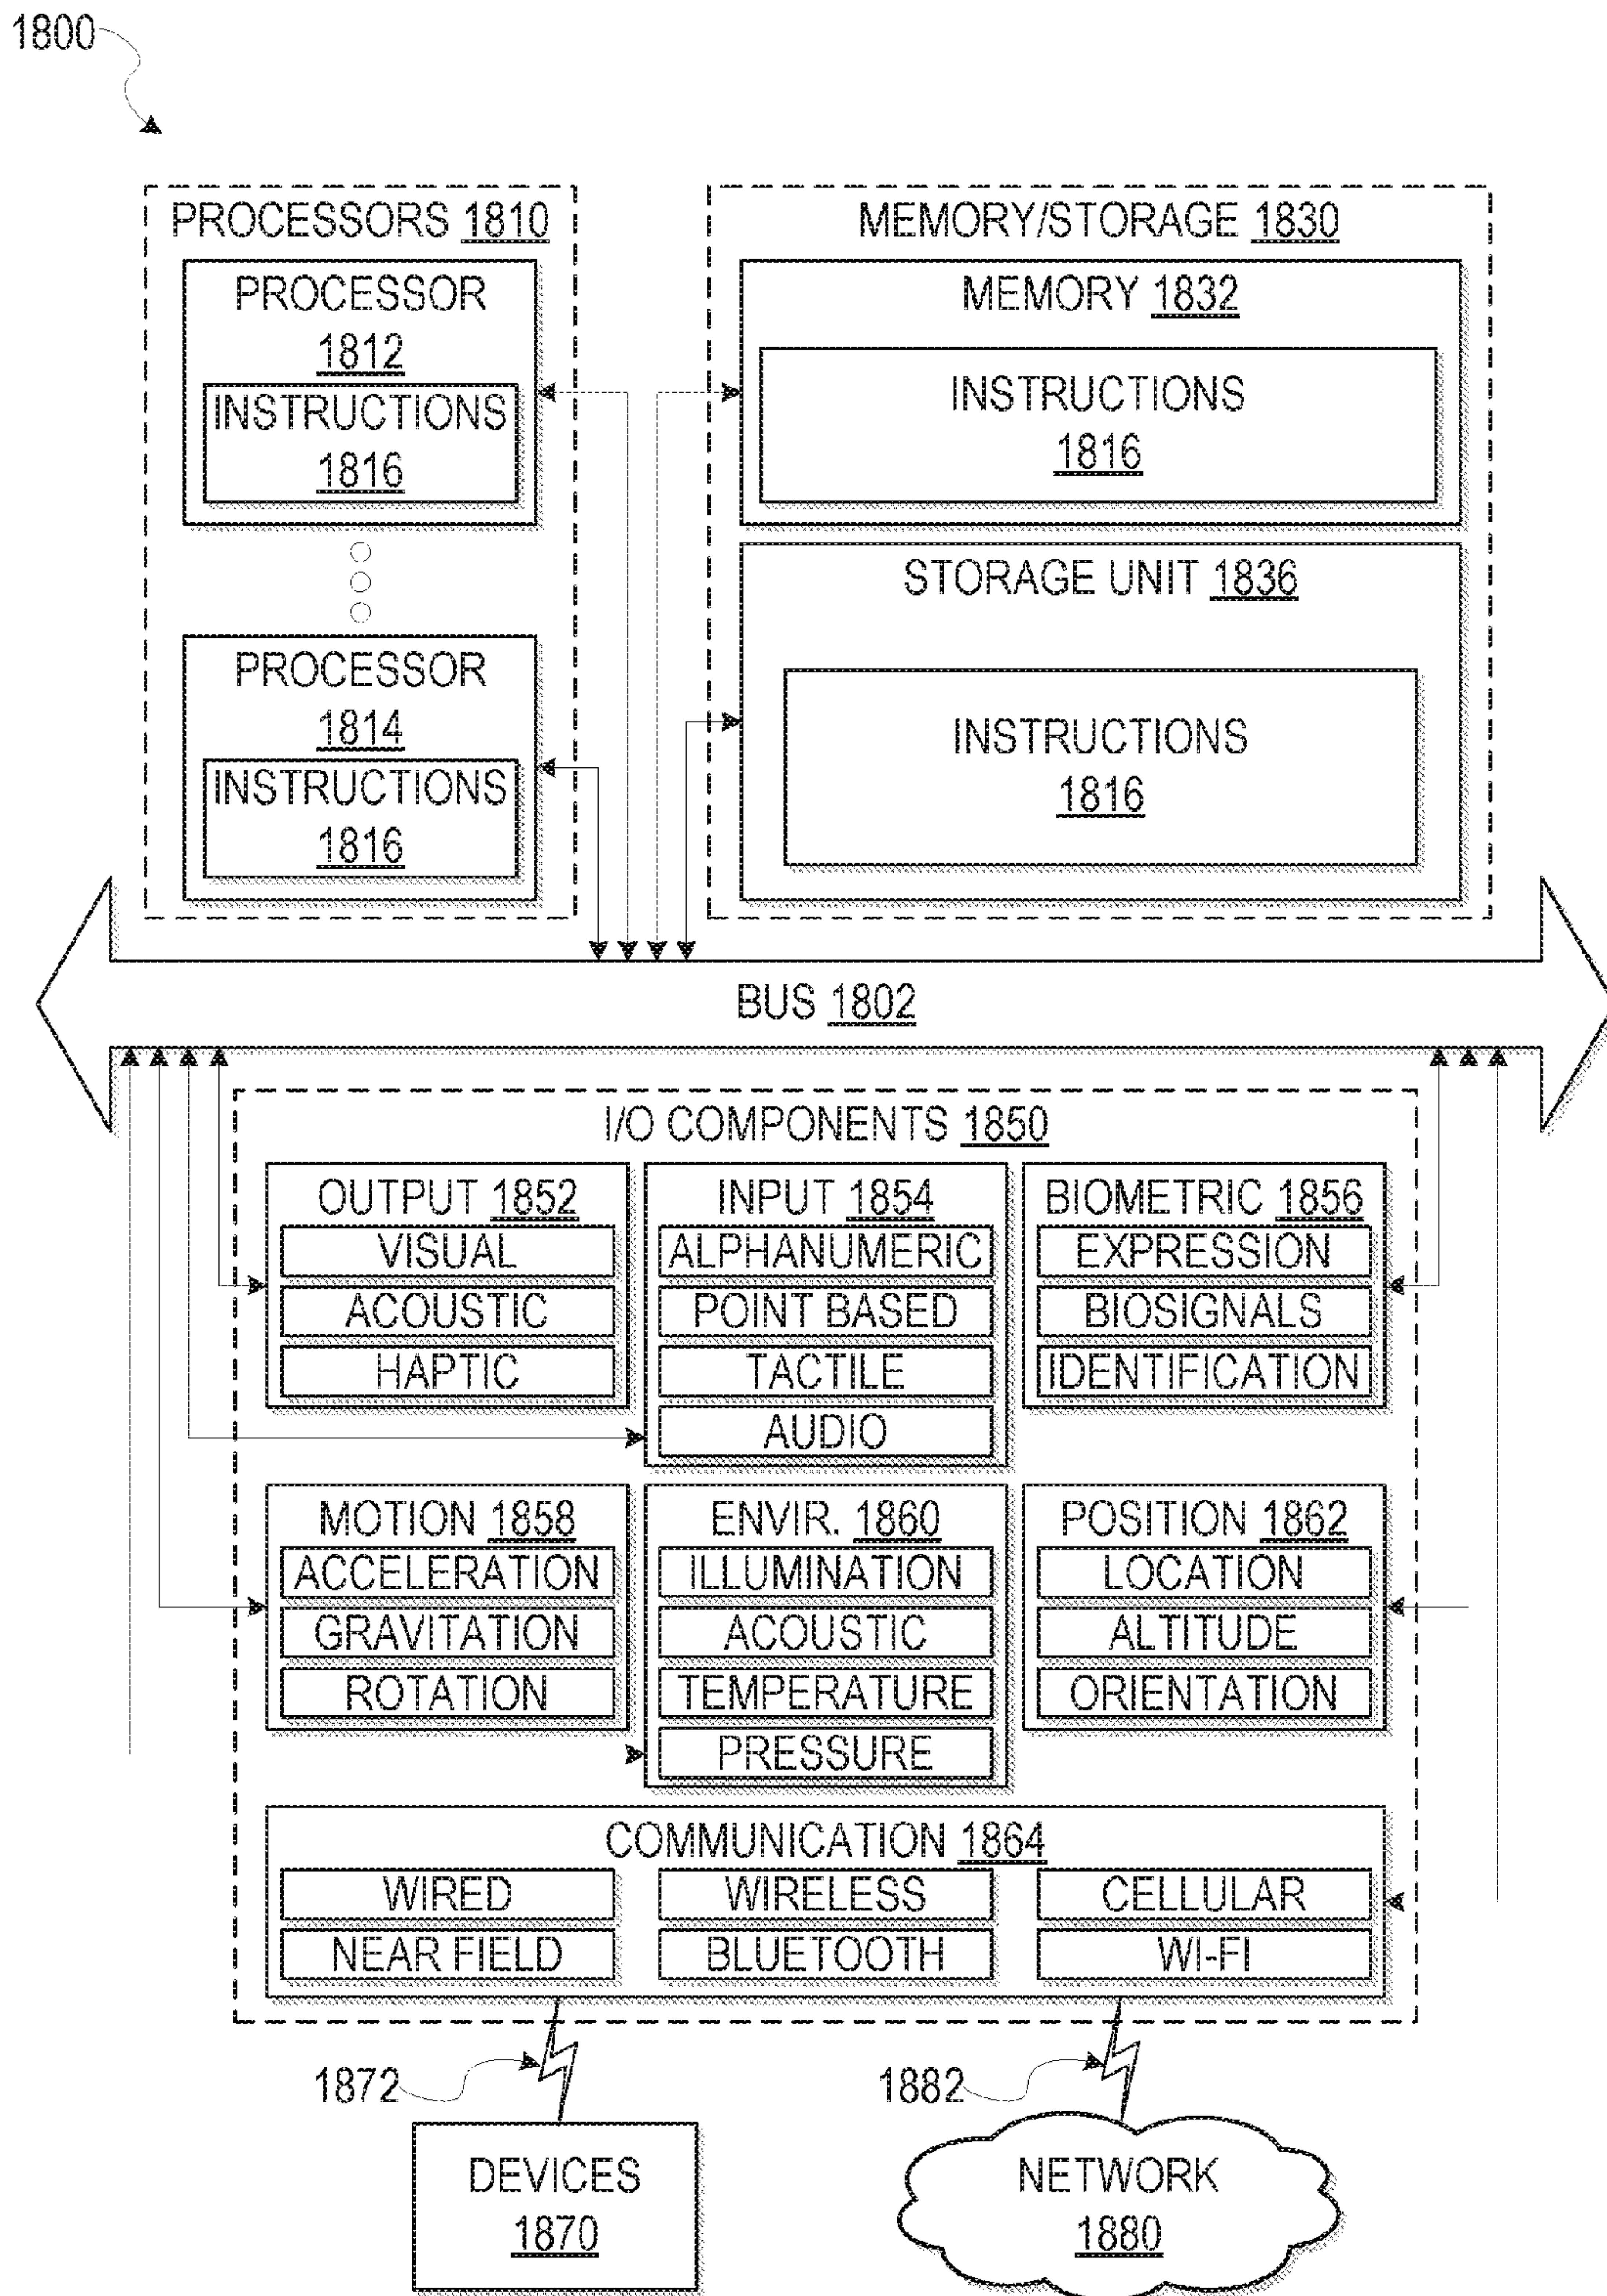 1800
PROCESSORS 1810
PROCESSOR
1812
INSTRUCTIONS
1816
PROCESSOR
1814
INSTRUCTIONS
1816
MEMORY/STORAGE 1830
MEMORY 1832
INSTRUCTIONS
1816
STORAGE UNIT 1836
INSTRUCTIONS
1816
BUS 1802
I/O COMPONENTS 1850
OUTPUT 1852
VISUAL
ACOUSTIC
HAPTIC
INPUT 1854
ALPHANUMERIC
POINT BASED
TACTILE
AUDIO
BIOMETRIC 1856
EXPRESSION
BIOSIGNALS
IDENTIFICATION
MOTION 1858
ACCELERATION
GRAVITATION
ROTATION
ENVIR. 1860
ILLUMINATION
ACOUSTIC
TEMPERATURE
PRESSURE
POSITION 1862
LOCATION
ALTITUDE
ORIENTATION
COMMUNICATION 1864
WIRED
WIRELESS
CELLULAR
NEAR FIELD
BLUETOOTH
WI-FI
1872
1882
DEVICES
1870
NETWORK
1880